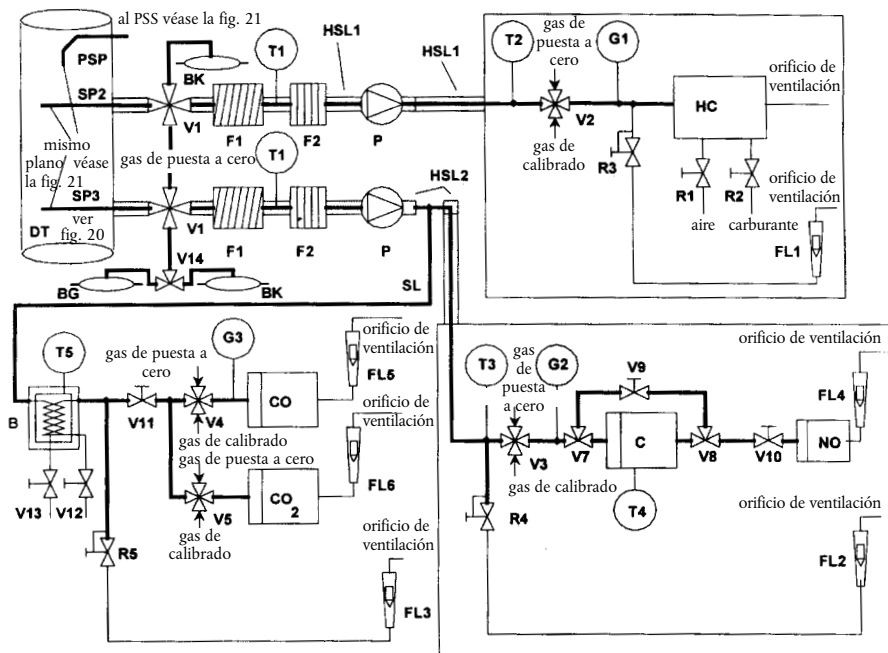 al PSS véase la fig. 21
PSP
BK
T1
HSL1
HSL1
SP2
V1
F1
F2
P
mismo
plano véase
la fig. 21
gas de puesta a cero
T1
HSL2
SP3
ver
fig. 20
DT
V1
F1
F2
P
V14
BG
BK
SL
T2
gas de
puesta a
cero
G1
V2
gas de
calibrado
HC
orificio de
ventilación
R3
R1
R2
aire
carburante
orificio de
ventilación
FL1
T5
B
V13
V12
V11
gas de puesta a
cero
G3
V4
CO
gas de calibrado
gas de puesta a cero
V5
CO2
gas de
calibrado
orificio de
ventilación
FL5
orificio de
ventilación
FL6
R5
orificio de
ventilación
FL3
T3
gas
de
puesta
a cero
G2
V3
gas de calibrado
V7
V9
C
T4
V8
V10
NO
orificio de ventilación
FL4
R4
orificio de ventilación
FL2